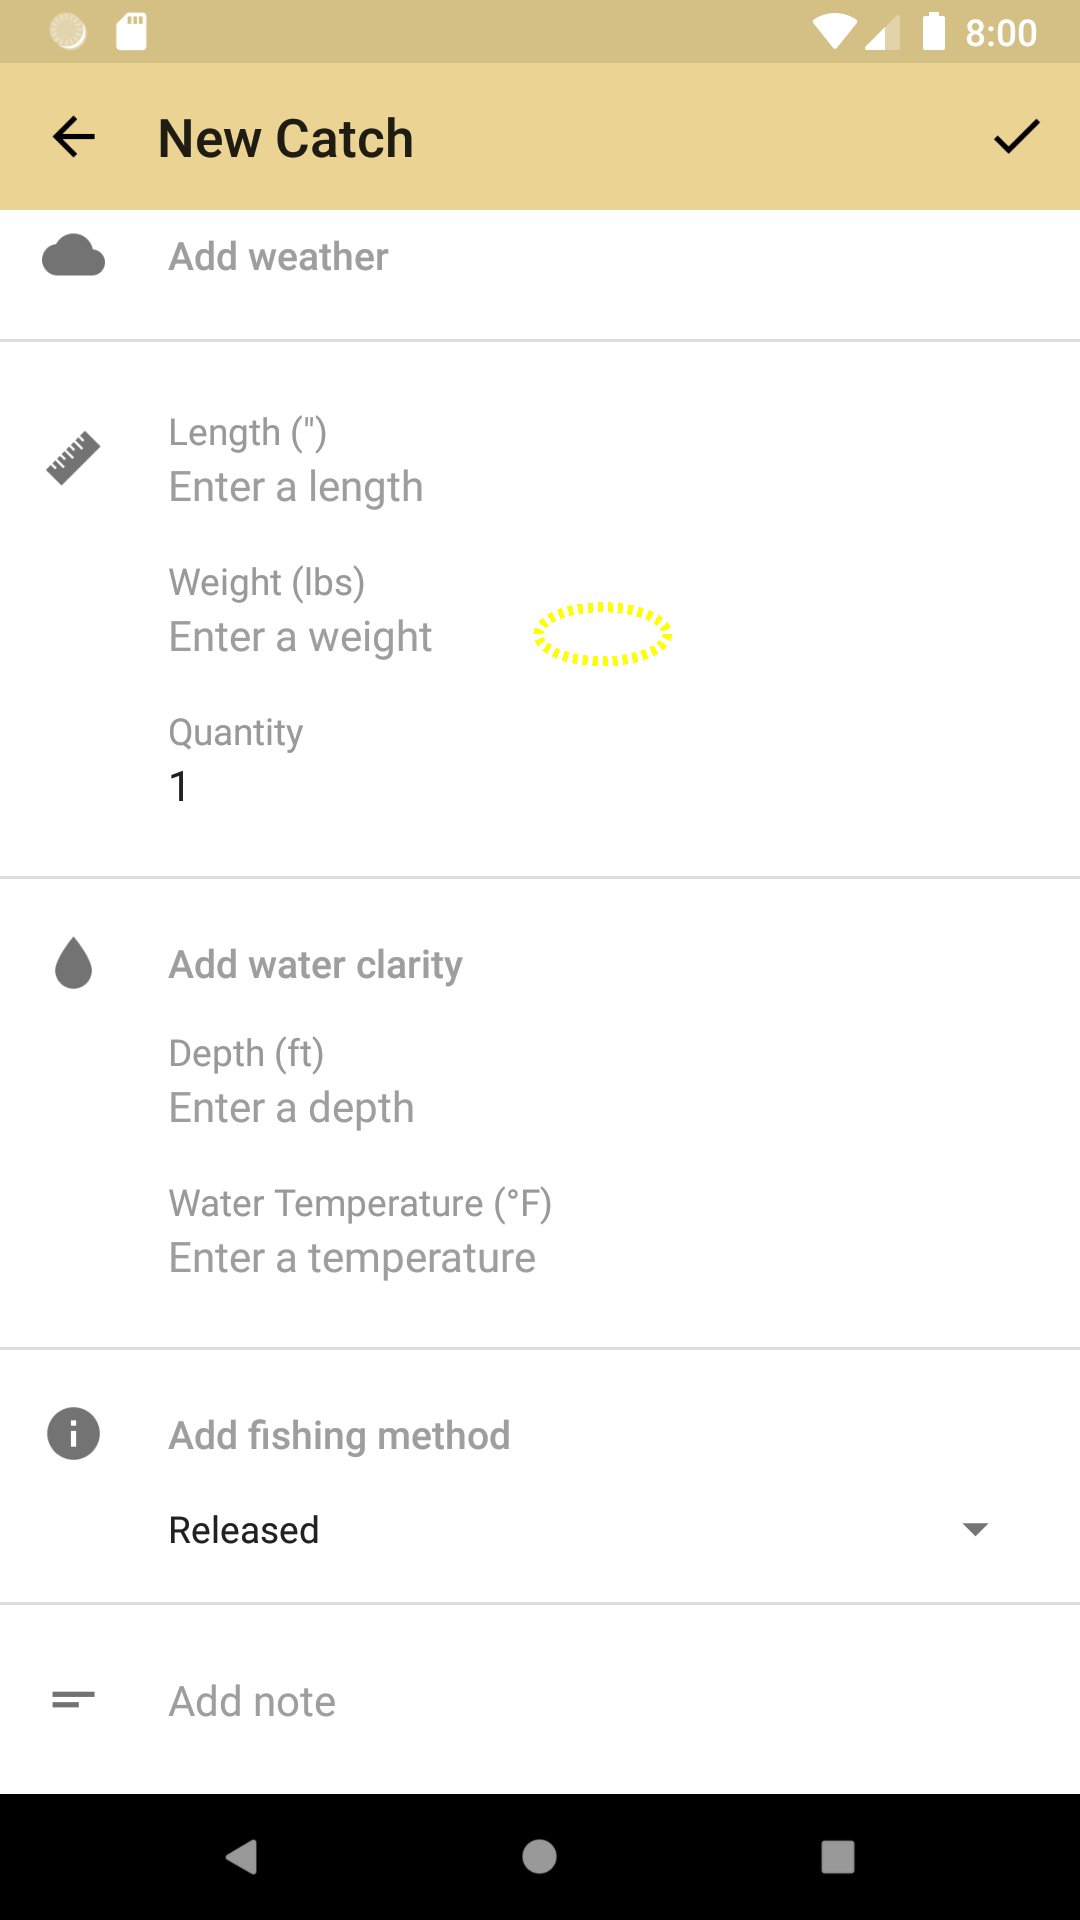 8:00
New Catch
Add weather
Length (")
Enter a length
Weight (lbs)
Enter a weight
Quantity
1
Add water clarity
Depth (ft)
Enter a depth
Water Temperature (°F)
Enter a temperature
Add fishing method
Released
Add note